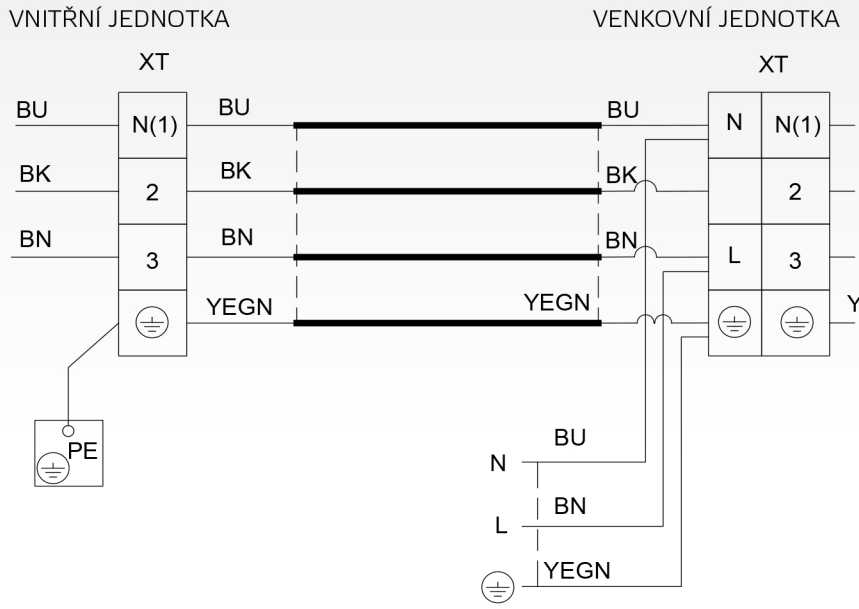 VNITŘNÍ JEDNOTKA VENKOVNÍ JEDNOTKA
XT XT
BU N(1) BU BU N N(1)
BK 2 BK BK 2
BN 3 BN BN L 3
YEGN YEGN Y
PE
N BU
L BN
YEGN